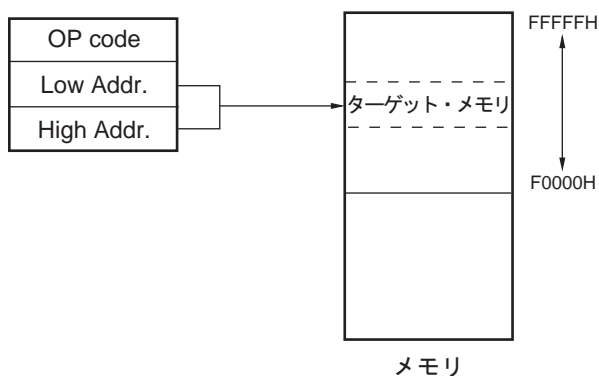 OP code
Low Addr.
High Addr.
ターゲット・メモリ
FFFFFH
F0000H
メモリ